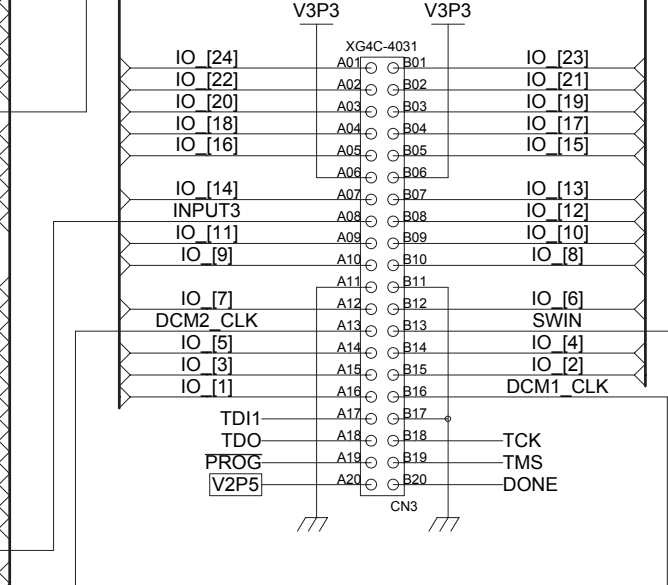 V3P3 V3P3
XG4C-4031
IO_[24] A01 B01 IO_[23]
IO_[22] A02 B02 IO_[21]
IO_[20] A03 B03 IO_[19]
IO_[18] A04 B04 IO_[17]
IO_[16] A05 B05 IO_[15]
A06 B06
IO_[14] A07 B07 IO_[13]
INPUT3 A08 B08 IO_[12]
IO_[11] A09 B09 IO_[10]
IO_[9] A10 B10 IO_[8]
A11 B11
IO_[7] A12 B12 IO_[6]
DCM2_CLK A13 B13 SWIN
IO_[5] A14 B14 IO_[4]
IO_[3] A15 B15 IO_[2]
IO_[1] A16 B16 DCM1_CLK
TDI1 A17 B17
TDO A18 B18 TCK
PROG A19 B19 TMS
V2P5 A20 B20 DONE
CN3